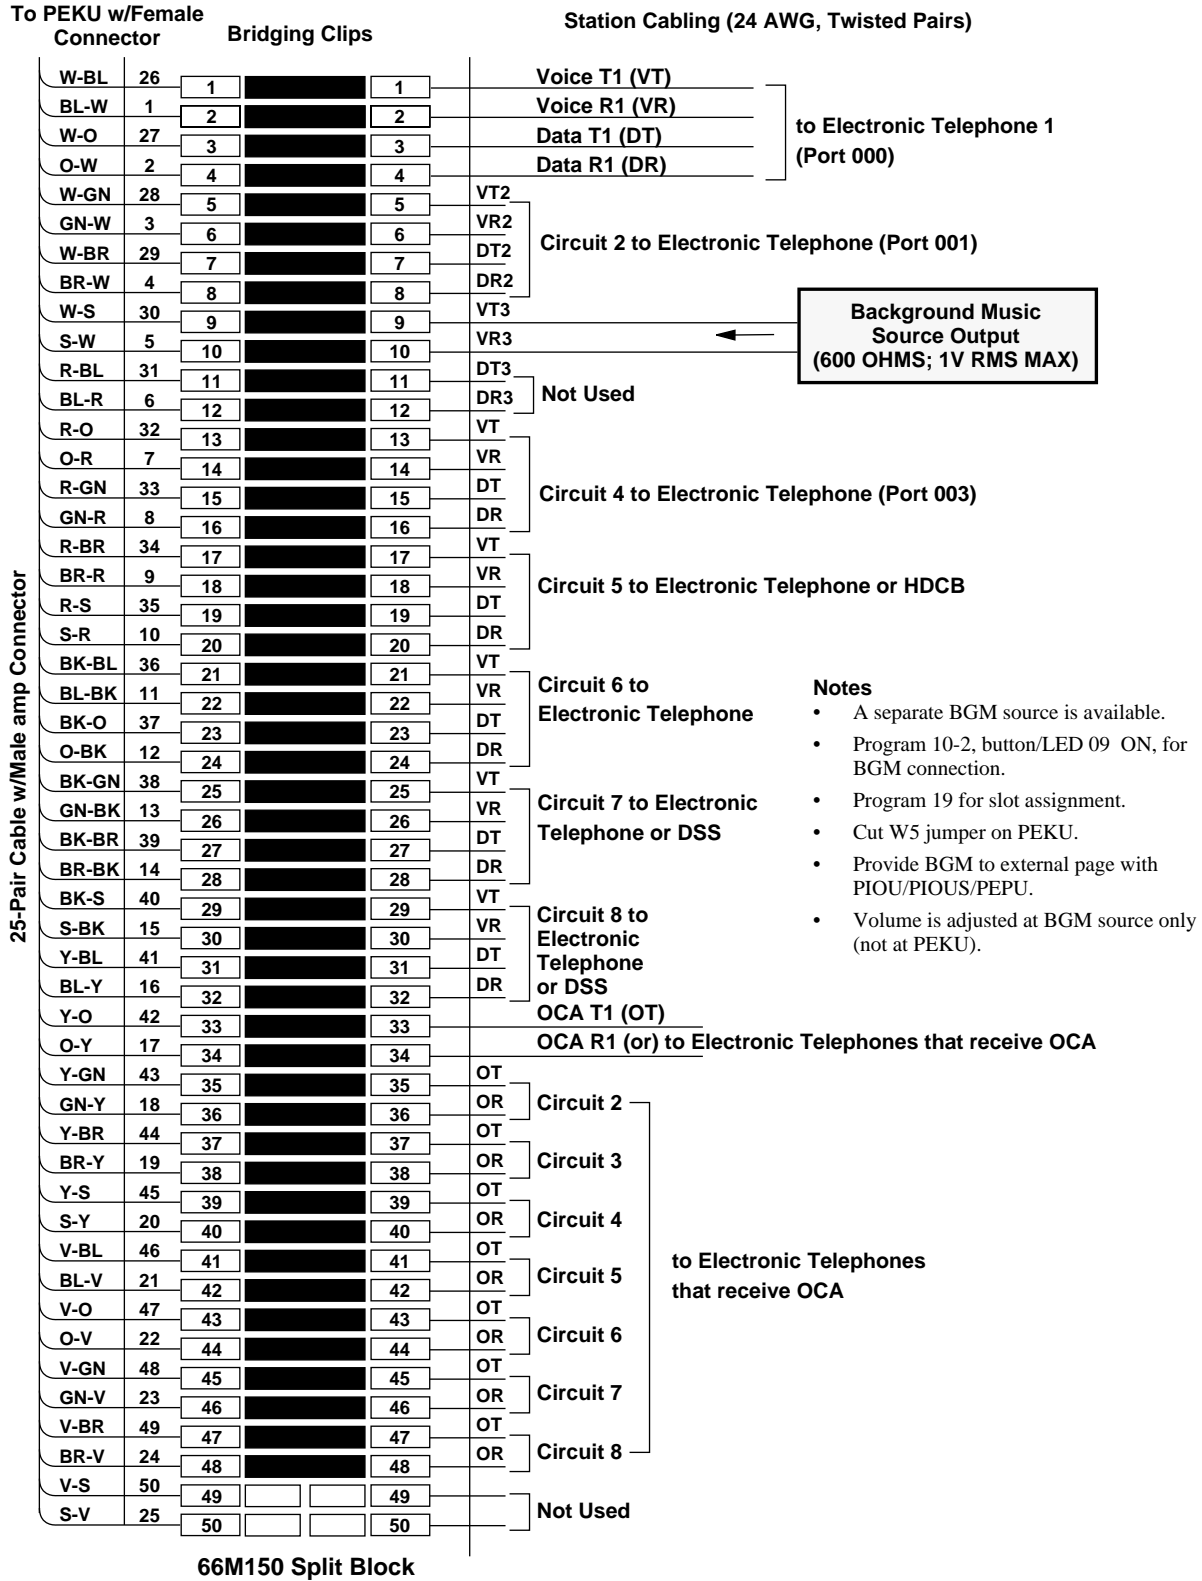 To PEKU w/Female
Connector
Bridging Clips
Station Cabling (24 AWG, Twisted Pairs)
W-BL 26 1 1 Voice T1 (VT)
BL-W 1 2 2 Voice R1 (VR)
W-O 27 3 3 Data T1 (DT)
O-W 2 4 4 Data R1 (DR)
to Electronic Telephone 1
(Port 000)
W-GN 28 5 5 VT2
GN-W 3 6 6 VR2
W-BR 29 7 7 DT2
BR-W 4 8 8 DR2
Circuit 2 to Electronic Telephone (Port 001)
W-S 30 9 9 VT3
S-W 5 10 10 VR3
Background Music
Source Output
(600 OHMS; 1V RMS MAX)
R-BL 31 11 11 DT3
BL-R 6 12 12 DR3
Not Used
R-O 32 13 13 VT
O-R 7 14 14 VR
R-GN 33 15 15 DT
GN-R 8 16 16 DR
Circuit 4 to Electronic Telephone (Port 003)
R-BR 34 17 17 VT
BR-R 9 18 18 VR
R-S 35 19 19 DT
S-R 10 20 20 DR
Circuit 5 to Electronic Telephone or HDCB
BK-BL 36 21 21 VT
BL-BK 11 22 22 VR
BK-O 37 23 23 DT
O-BK 12 24 24 DR
Circuit 6 to
Electronic Telephone
BK-GN 38 25 25 VT
GN-BK 13 26 26 VR
BK-BR 39 27 27 DT
BR-BK 14 28 28 DR
Circuit 7 to Electronic
Telephone or DSS
BK-S 40 29 29 VT
S-BK 15 30 30 VR
Y-BL 41 31 31 DT
BL-Y 16 32 32 DR
Circuit 8 to
Electronic
Telephone
or DSS
Y-O 42 33 33 OCA T1 (OT)
O-Y 17 34 34 OCA R1 (or) to Electronic Telephones that receive OCA
Y-GN 43 35 35 OT
GN-Y 18 36 36 OR
Circuit 2
Y-BR 44 37 37 OT
BR-Y 19 38 38 OR
Circuit 3
Y-S 45 39 39 OT
S-Y 20 40 40 OR
Circuit 4
V-BL 46 41 41 OT
BL-V 21 42 42 OR
Circuit 5
V-O 47 43 43 OT
O-V 22 44 44 OR
Circuit 6
V-GN 48 45 45 OT
GN-V 23 46 46 OR
Circuit 7
V-BR 49 47 47 OT
BR-V 24 48 48 OR
Circuit 8
to Electronic Telephones
that receive OCA
V-S 50 49 49
S-V 25 50 50
Not Used
66M150 Split Block
25-Pair Cable w/Male amp Connector
Notes
• A separate BGM source is available.
• Program 10-2, button/LED 09 ON, for
BGM connection.
• Program 19 for slot assignment.
• Cut W5 jumper on PEKU.
• Provide BGM to external page with
PIOU/PIOUS/PEPU.
• Volume is adjusted at BGM source only
(not at PEKU).